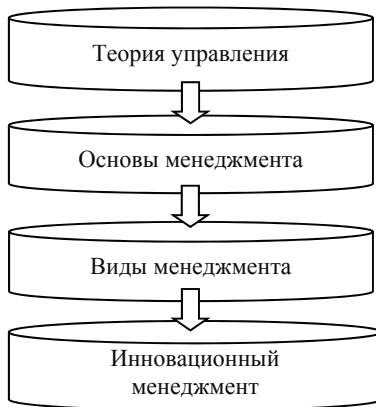 Теория управления
Основы менеджмента
Виды менеджмента
Инновационный
менеджмент